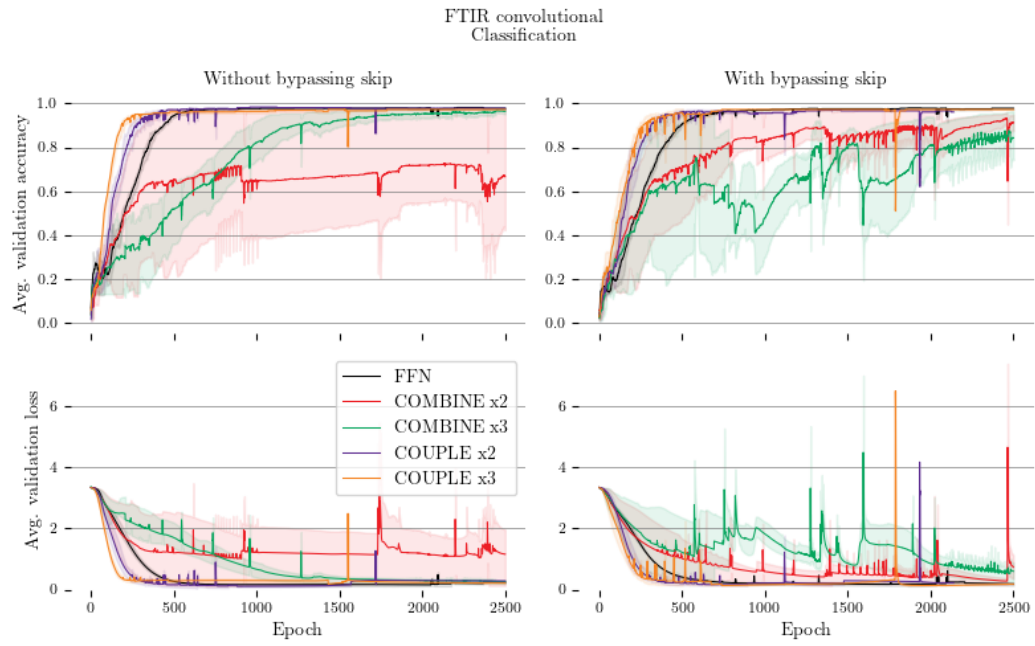 FTIR convolutional
Classification
Without bypassing skip
With bypassing skip
Avg. validation accuracy
1.0
0.8
0.6
0.4
0.2
0.0
Avg. validation loss
6
4
2
0
FFN
COMBINE x2
COMBINE x3
COUPLE x2
COUPLE x3
0 500 1000 1500 2000 2500
Epoch
1.0
0.8
0.6
0.4
0.2
0.0
6
4
2
0
0 500 1000 1500 2000 2500
Epoch